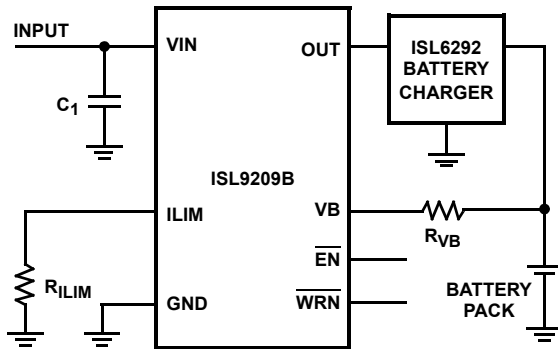 INPUT
VIN
OUT
ISL6292
BATTERY
CHARGER
C1
ISL9209B
ILIM
VB
RVB
EN
RILIM
GND
WRN
BATTERY
PACK